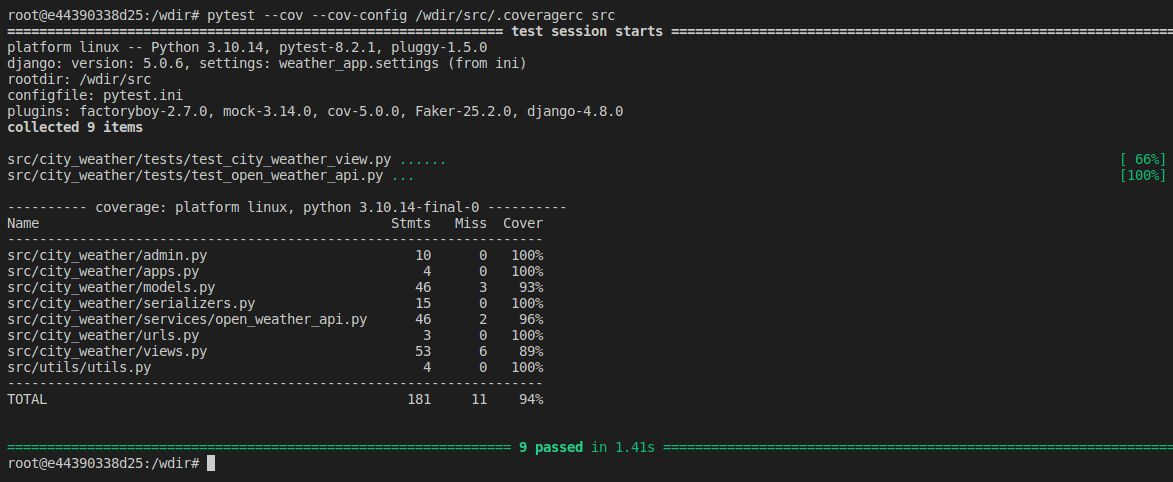 root@e44390338d25:/wdir# pytest --cov --cov-config /wdir/src/.coveragerc src
============================================================== test session starts ===============================================================
platform linux -- Python 3.10.14, pytest-8.2.1, pluggy-1.5.0
django: version: 5.0.6, settings: weather_app.settings (from ini)
rootdir: /wdir/src
configfile: pytest.ini
plugins: factoryboy-2.7.0, mock-3.14.0, cov-5.0.0, Faker-25.2.0, django-4.8.0
collected 9 items
src/city_weather/tests/test_city_weather_view.py ...... [ 66%]
src/city_weather/tests/test_open_weather_api.py ... [100%]
---------- coverage: platform linux, python 3.10.14-final-0 ----------
Name Stmts Miss Cover
-------------------------------------------------------------------
src/city_weather/admin.py 10 0 100%
src/city_weather/apps.py 4 0 100%
src/city_weather/models.py 46 3 93%
src/city_weather/serializers.py 15 0 100%
src/city_weather/services/open_weather_api.py 46 2 96%
src/city_weather/urls.py 3 0 100%
src/city_weather/views.py 53 6 89%
src/utils/utils.py 4 0 100%
-------------------------------------------------------------------
TOTAL 181 11 94%
=============================================================== 9 passed in 1.41s ================================================================
root@e44390338d25:/wdir#